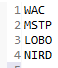 1 WAC
2 MSTP
3 LOBO
4 NIRD